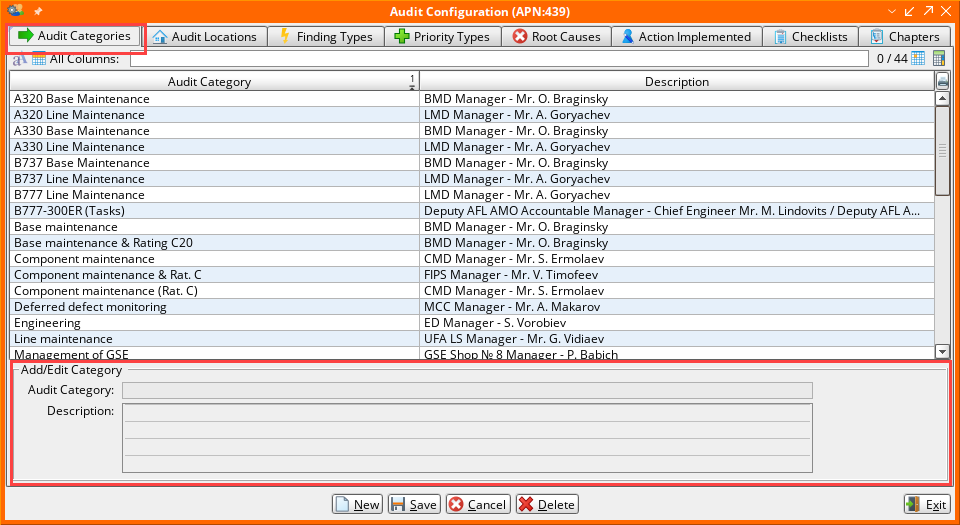 Audit Configuration (APN:439)
Audit Categories Audit Locations Finding Types Priority Types Root Causes Action Implemented Checklists Chapters
All Columns: 0 / 44
Audit Category 1 Description
A320 Base Maintenance BMD Manager - Mr. O. Braginsky
A320 Line Maintenance LMD Manager - Mr. A. Goryachev
A330 Base Maintenance BMD Manager - Mr. O. Braginsky
A330 Line Maintenance LMD Manager - Mr. A. Goryachev
B737 Base Maintenance BMD Manager - Mr. O. Braginsky
B737 Line Maintenance LMD Manager - Mr. A. Goryachev
B777 Line Maintenance LMD Manager - Mr. A. Goryachev
B777-300ER (Tasks) Deputy AFL AMO Accountable Manager - Chief Engineer Mr. M. Lindovits / Deputy AFL A...
Base maintenance BMD Manager - Mr. O. Braginsky
Base maintenance & Rating C20 BMD Manager - Mr. O. Braginsky
Component maintenance CMD Manager - Mr. S. Ermolaev
Component maintenance & Rat. C FIPS Manager - Mr. V. Timofeev
Component maintenance (Rat. C) CMD Manager - Mr. S. Ermolaev
Deferred defect monitoring MCC Manager - Mr. A. Makarov
Engineering ED Manager - S. Vorobiev
Line maintenance UFA LS Manager - Mr. G. Vidiaev
Management of GSE GSE Shop № 8 Manager - P. Babich
Add/Edit Category
Audit Category:
Description:
New Save Cancel Delete Exit